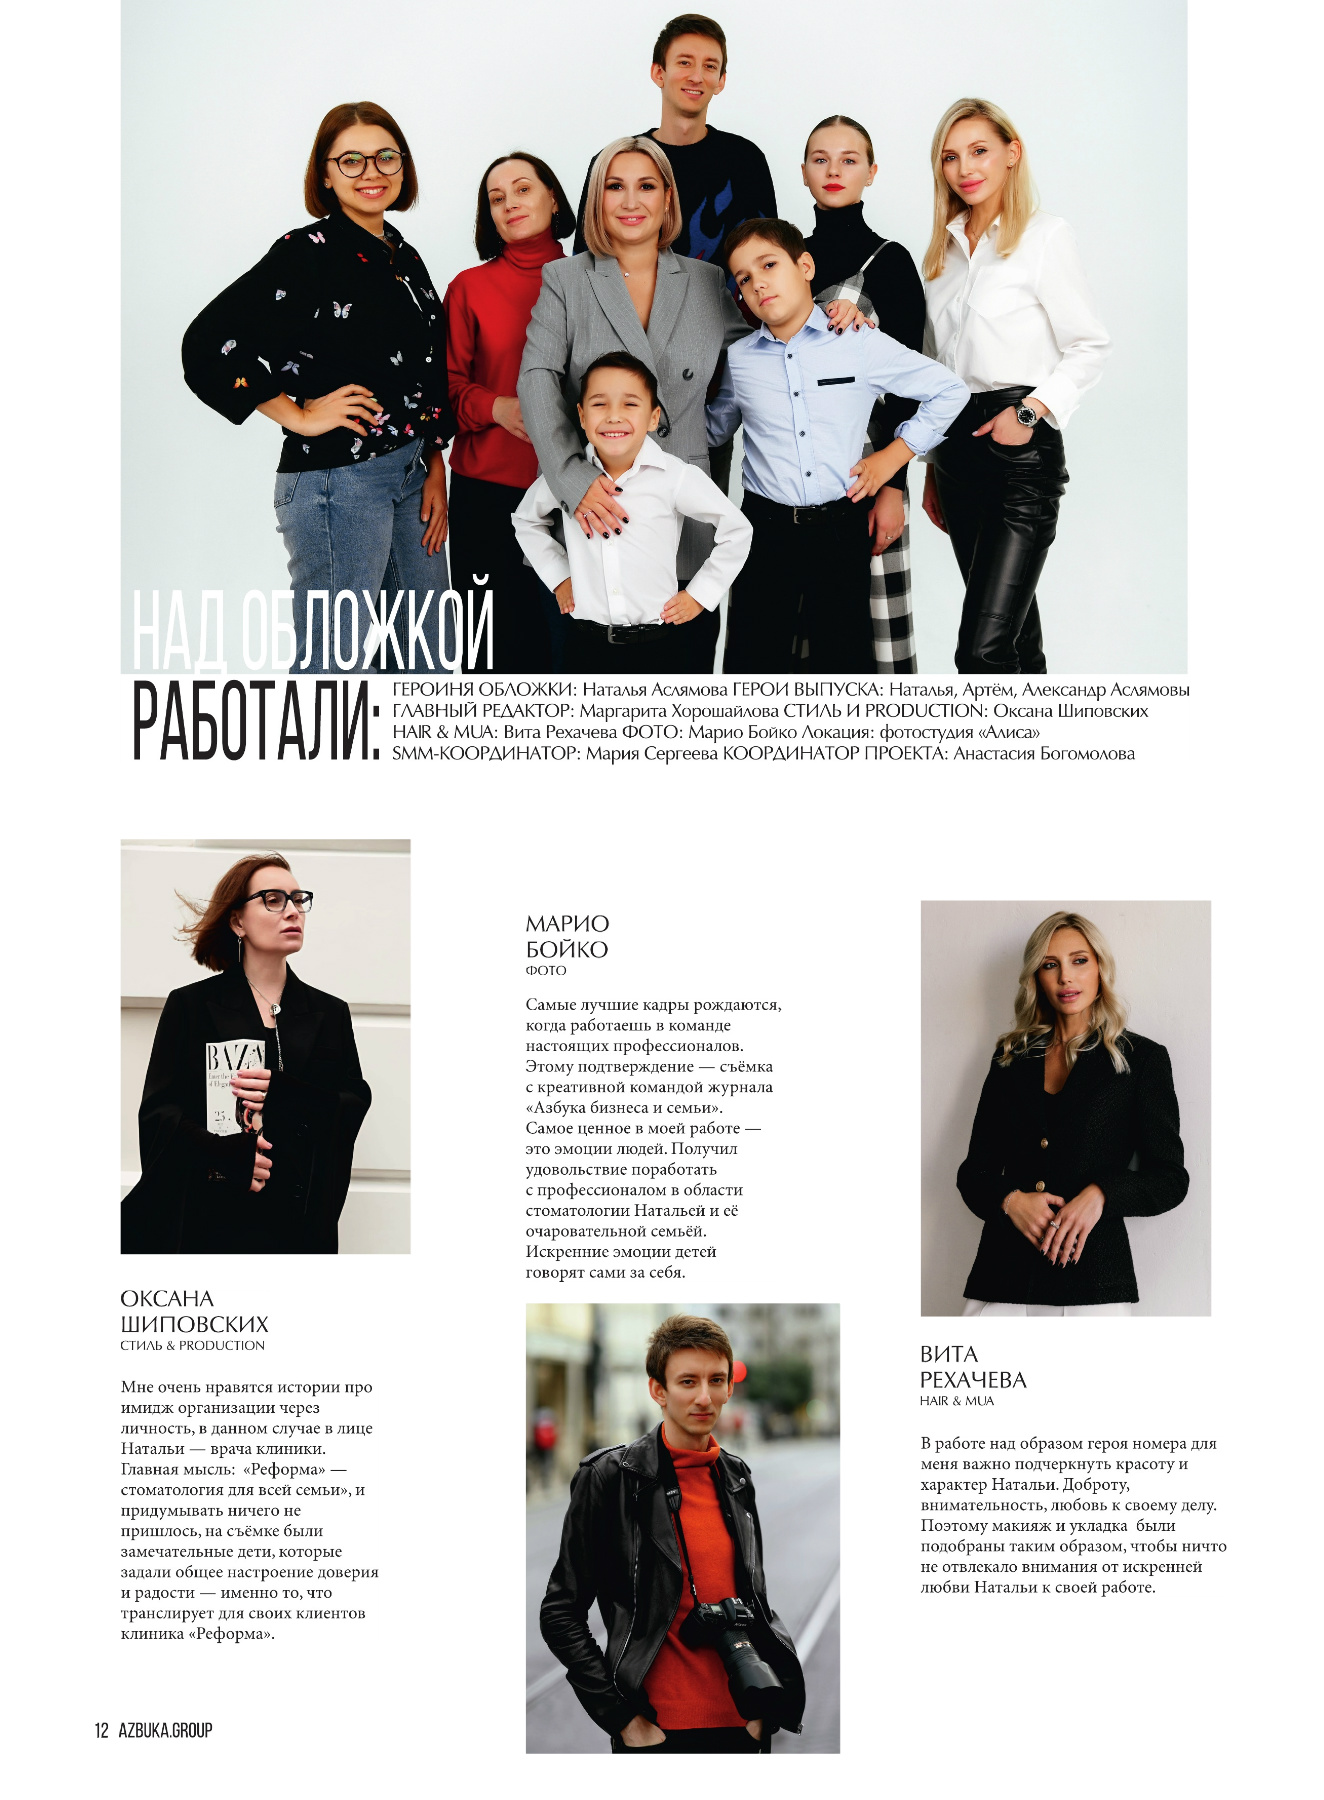 НАД ОБЛОЖКОЙ
РАБОТАЛИ:
ГЕРОИНЯ ОБЛОЖКИ: Наталья Аслямова ГЕРОИ ВЫПУСКА: Наталья, Артём, Александр Аслямовы
ГЛАВНЫЙ РЕДАКТОР: Маргарита Хорошайлова СТИЛЬ И PRODUCTION: Оксана Шиповских
HAIR & MUA: Вита Рехачева ФОТО: Марио Бойко Локация: фотостудия «Алиса»
SMM-КООРДИНАТОР: Мария Сергеева КООРДИНАТОР ПРОЕКТА: Анастасия Богомолова
BAZA
25
ОКСАНА
ШИПОВСКИХ
СТИЛЬ & PRODUCTION
Мне очень нравятся истории про
имидж организации через
личность, в данном случае в лице
Натальи — врача клиники.
Главная мысль: «Реформа» —
стоматология для всей семьи», и
придумывать ничего не
пришлось, на съёмке были
замечательные дети, которые
задали общее настроение доверия
и радости — именно то, что
транслирует для своих клиентов
клиника «Реформа».
МАРИО
БОЙКО
ФОТО
Самые лучшие кадры рождаются,
когда работаешь в команде
настоящих профессионалов.
Этому подтверждение — съёмка
с креативной командой журнала
«Азбука бизнеса и семьи».
Самое ценное в моей работе —
это эмоции людей. Получил
удовольствие поработать
с профессионалом в области
стоматологии Натальей и её
очаровательной семьёй.
Искренние эмоции детей
говорят сами за себя.
ВИТА
РЕХАЧЕВА
HAIR & MUA
В работе над образом героя номера для
меня важно подчеркнуть красоту и
характер Натальи. Доброту,
внимательность, любовь к своему делу.
Поэтому макияж и укладка были
подобраны таким образом, чтобы ничто
не отвлекало внимания от искренней
любви Натальи к своей работе.
12 AZBUKA.GROUP